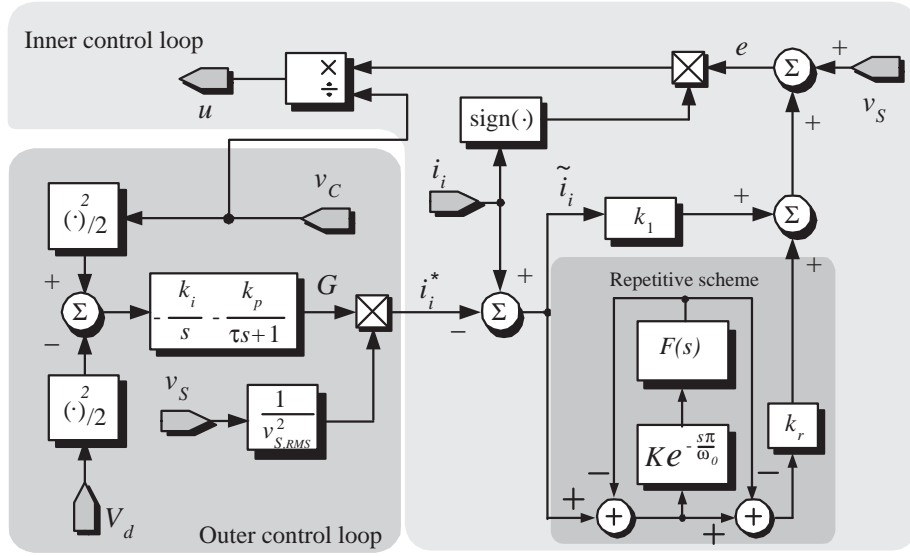 Inner control loop
×
÷
u
e
Σ
+
+
v_S
sign(·)
i_i
ĩ_i
k_1
+
Σ
+
v_C
(·)^2/2
+
Σ
−
- k_i/s - k_p/(τs+1)
G
i_i^*
−
Σ
+
v_S
1/v^2_{S,RMS}
(·)^2/2
V_d
Outer control loop
Repetitive scheme
F(s)
Ke^{-sπ/ω_0}
k_r
−
−
+
+
+
+